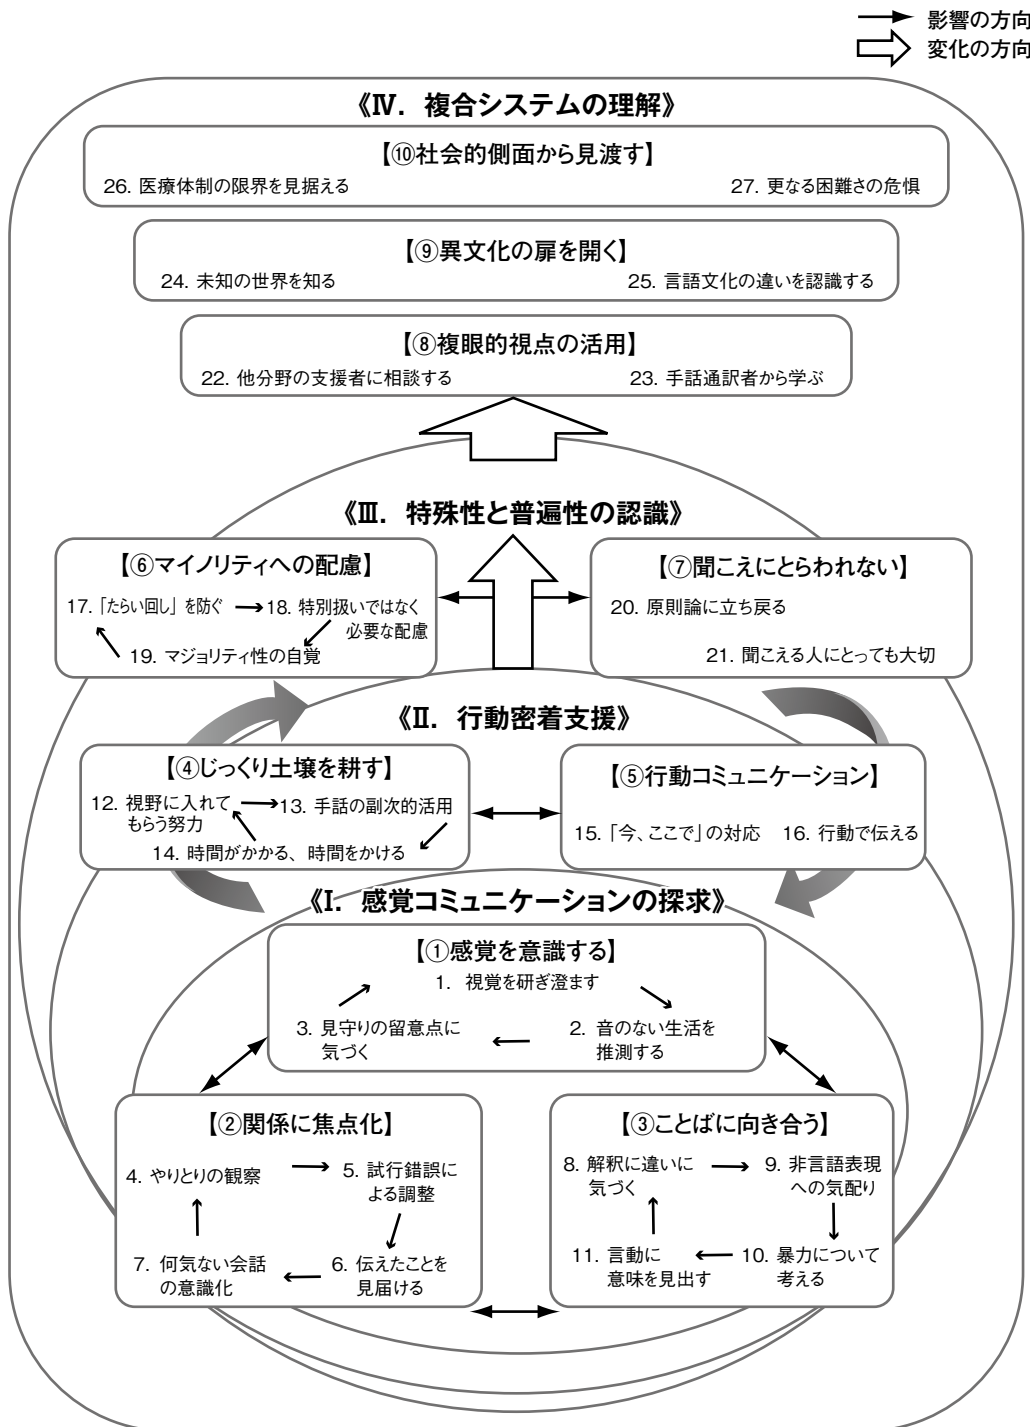 影響の方向
変化の方向
《Ⅳ. 複合システムの理解》
【⑩社会的側面から見渡す】
26. 医療体制の限界を見据える
27. 更なる困難さの危惧
【⑨異文化の扉を開く】
24. 未知の世界を知る
25. 言語文化の違いを認識する
【⑧複眼的視点の活用】
22. 他分野の支援者に相談する
23. 手話通訳者から学ぶ
《Ⅲ. 特殊性と普遍性の認識》
【⑥マイノリティへの配慮】
17.「たらい回し」を防ぐ
18. 特別扱いではなく
必要な配慮
19. マジョリティ性の自覚
【⑦聞こえにとらわれない】
20. 原則論に立ち戻る
21. 聞こえる人にとっても大切
《Ⅱ. 行動密着支援》
【④じっくり土壌を耕す】
12. 視野に入れて
もらう努力
13. 手話の副次的活用
14. 時間がかかる、時間をかける
【⑤行動コミュニケーション】
15.「今、ここで」の対応
16. 行動で伝える
《Ⅰ. 感覚コミュニケーションの探求》
【①感覚を意識する】
1. 視覚を研ぎ澄ます
3. 見守りの留意点に
気づく
2. 音のない生活を
推測する
【②関係に焦点化】
4. やりとりの観察
5. 試行錯誤に
よる調整
7. 何気ない会話
の意識化
6. 伝えたことを
見届ける
【③ことばに向き合う】
8. 解釈に違いに
気づく
9. 非言語表現
への気配り
11. 言動に
意味を見出す
10. 暴力について
考える